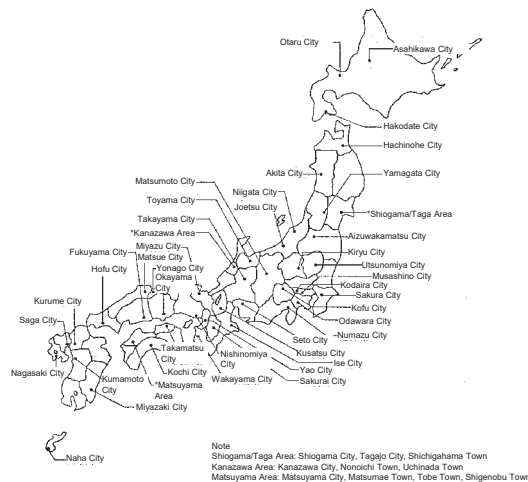 Otaru City
Asahikawa City
Hakodate City
Hachinohe City
Akita City
Yamagata City
Matsumoto City
Niigata City
Toyama City
Joetsu City
*Shiogama/Taga Area
Takayama City
Aizuwakamatsu City
*Kanazawa Area
Miyazu City
Kiryu City
Fukuyama City
Matsue City
Utsunomiya City
Hofu City
Yonago City
Musashino City
Okayama
City
Kodaira City
Kurume City
Sakura City
Saga City
Kofu City
Odawara City
Numazu City
Seto City
Takamatsu
City
Nishinomiya
City
Kusatsu City
Nagasaki City
Kumamoto
City
*Matsuyama
Area
Kochi City
Wakayama City
Ise City
Yao City
Sakurai City
Miyazaki City
Naha City
Note
Shiogama/Taga Area: Shiogama City, Tagajo City, Shichigahama Town
Kanazawa Area: Kanazawa City, Nonoichi Town, Uchinada Town
Matsuyama Area: Matsuyama City, Matsumae Town, Tobe Town, Shigenobu Town